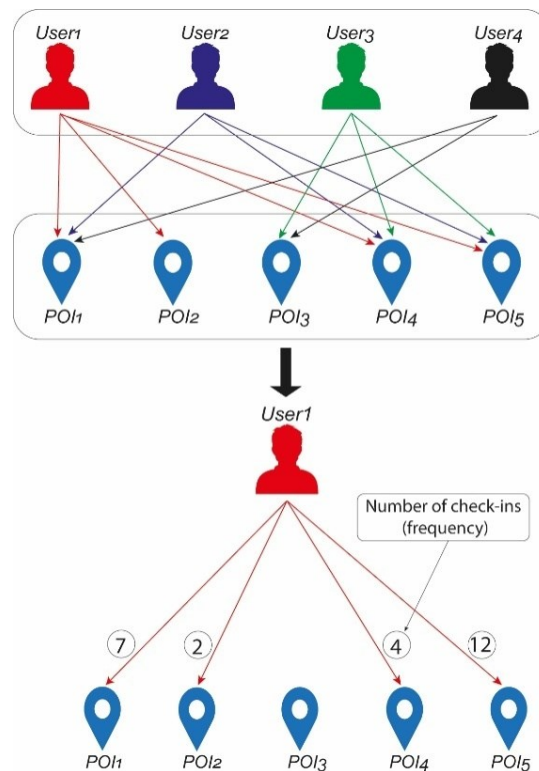 User1 User2 User3 User4
POI1 POI2 POI3 POI4 POI5
User1
Number of check-ins
(frequency)
7 2 4 12
POI1 POI2 POI3 POI4 POI5